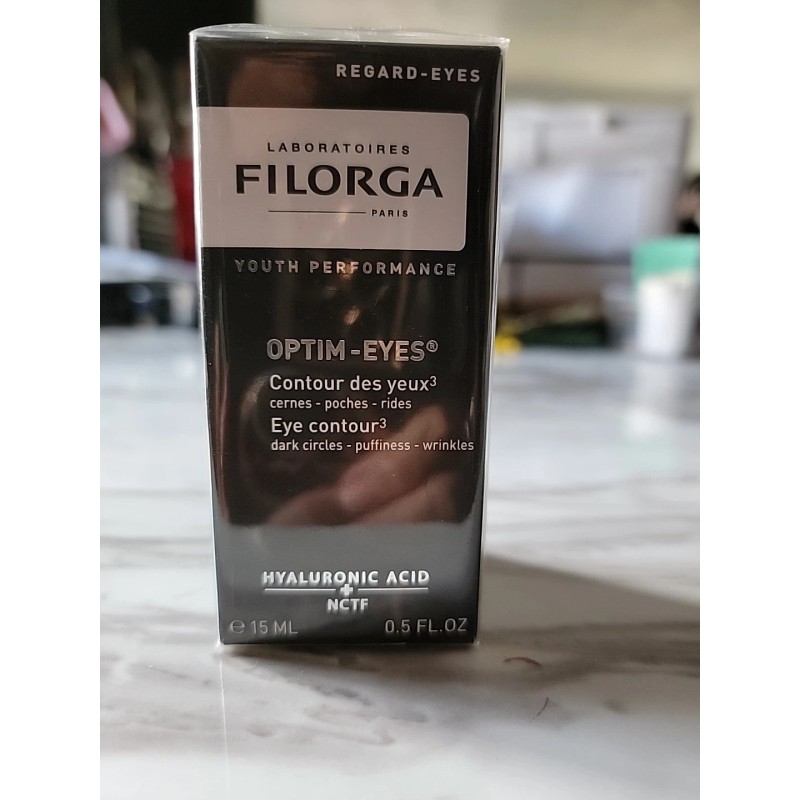 REGARD-EYES
LABORATOIRES
FILORGA
PARIS
YOUTH PERFORMANCE
OPTIM-EYES®
Contour des yeux³
cernes - poches - rides
Eye contour³
dark circles - puffiness - wrinkles
HYALURONIC ACID
+
NCTF
℮ 15 ML 0.5 FL.OZ